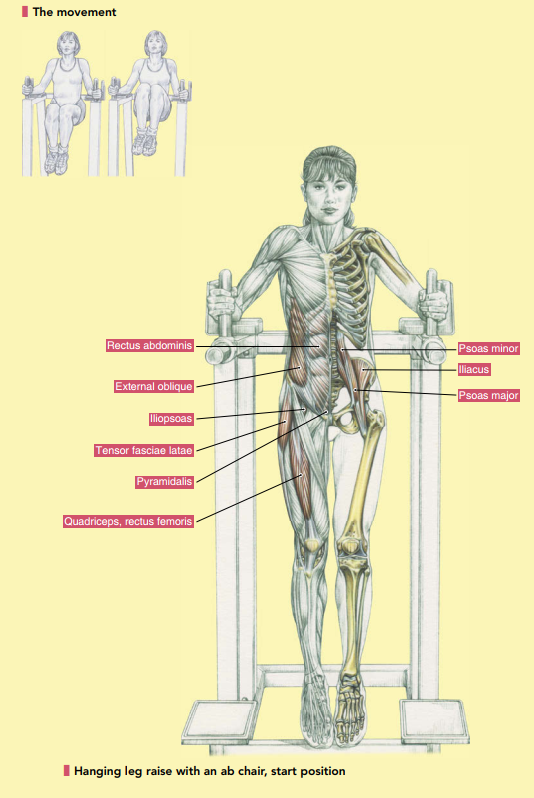 The movement
Rectus abdominis
External oblique
Iliopsoas
Tensor fasciae latae
Pyramidalis
Quadriceps, rectus femoris
Psoas minor
Iliacus
Psoas major
Hanging leg raise with an ab chair, start position